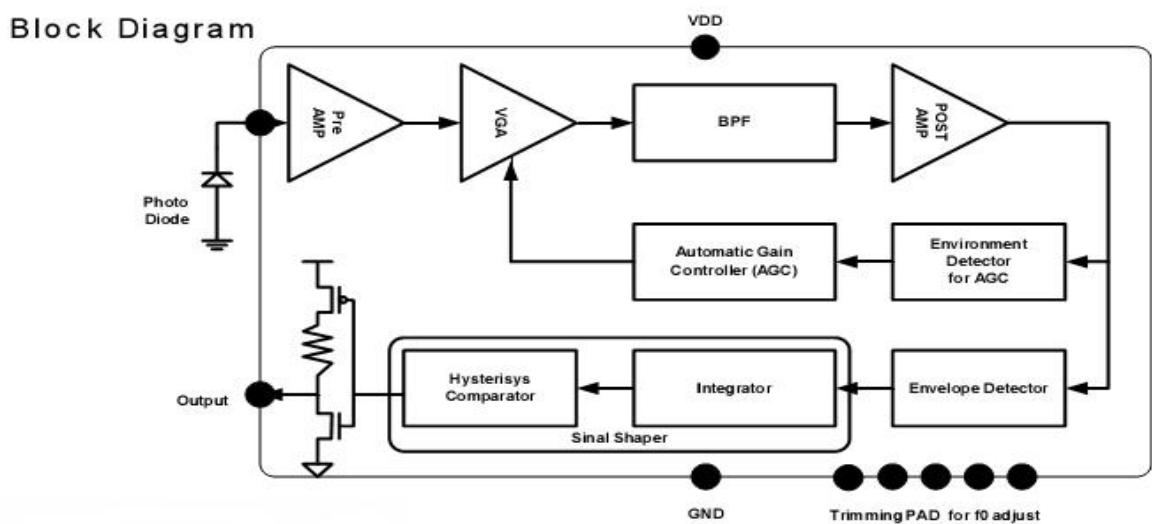 Block Diagram
VDD
Pre
AMP
VGA
BPF
POST
AMP
Photo
Diode
Automatic Gain
Controller (AGC)
Environment
Detector
for AGC
Output
Hysterisys
Comparator
Integrator
Envelope Detector
Sinal Shaper
GND
Trimming PAD for f0 adjust